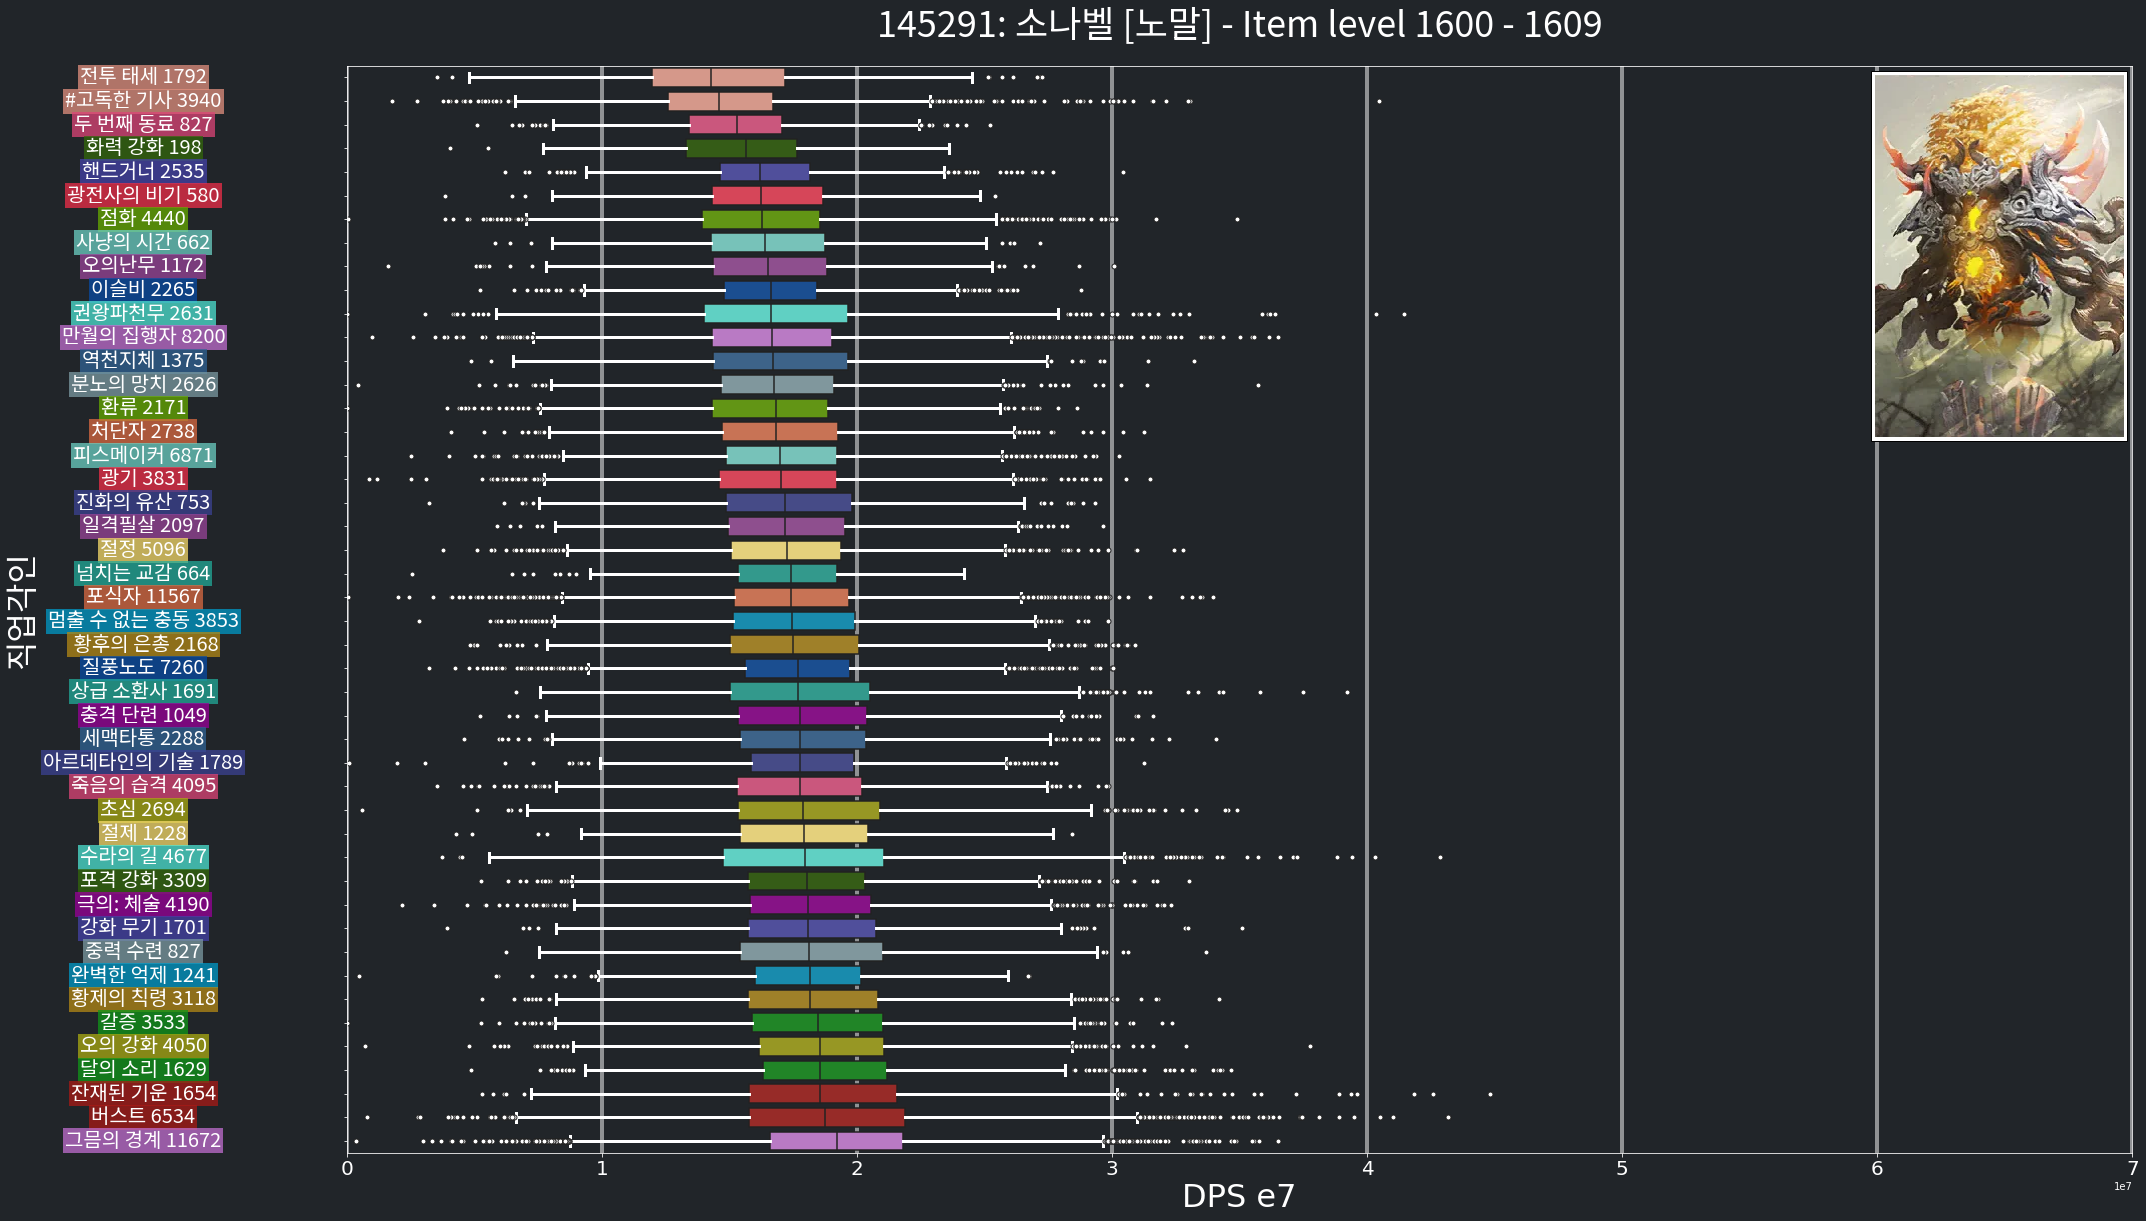 145291: 소나벨 [노말] - Item level 1600 - 1609
직업각인
전투 태세 1792
#고독한 기사 3940
두 번째 동료 827
화력 강화 198
핸드거너 2535
광전사의 비기 580
점화 4440
사냥의 시간 662
오의난무 1172
이슬비 2265
권왕파천무 2631
만월의 집행자 8200
역천지체 1375
분노의 망치 2626
환류 2171
처단자 2738
피스메이커 6871
광기 3831
진화의 유산 753
일격필살 2097
절정 5096
넘치는 교감 664
포식자 11567
멈출 수 없는 충동 3853
황후의 은총 2168
질풍노도 7260
상급 소환사 1691
충격 단련 1049
세맥타통 2288
아르데타인의 기술 1789
죽음의 습격 4095
초심 2694
절제 1228
수라의 길 4677
포격 강화 3309
극의: 체술 4190
강화 무기 1701
중력 수련 827
완벽한 억제 1241
황제의 칙령 3118
갈증 3533
오의 강화 4050
달의 소리 1629
잔재된 기운 1654
버스트 6534
그믐의 경계 11672
0 1 2 3 4 5 6 7
DPS e7
1e7